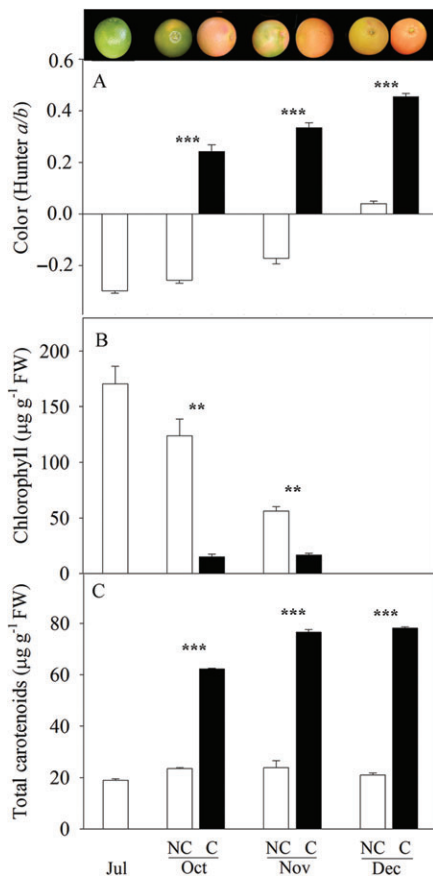 A
Color (Hunter a/b)
0.6
0.4
0.2
0.0
−0.2
***
***
***
B
Chlorophyll (µg g⁻¹ FW)
200
150
100
50
0
**
**
C
Total carotenoids (µg g⁻¹ FW)
80
60
40
20
0
***
***
***
NC C NC C NC C
Jul Oct Nov Dec